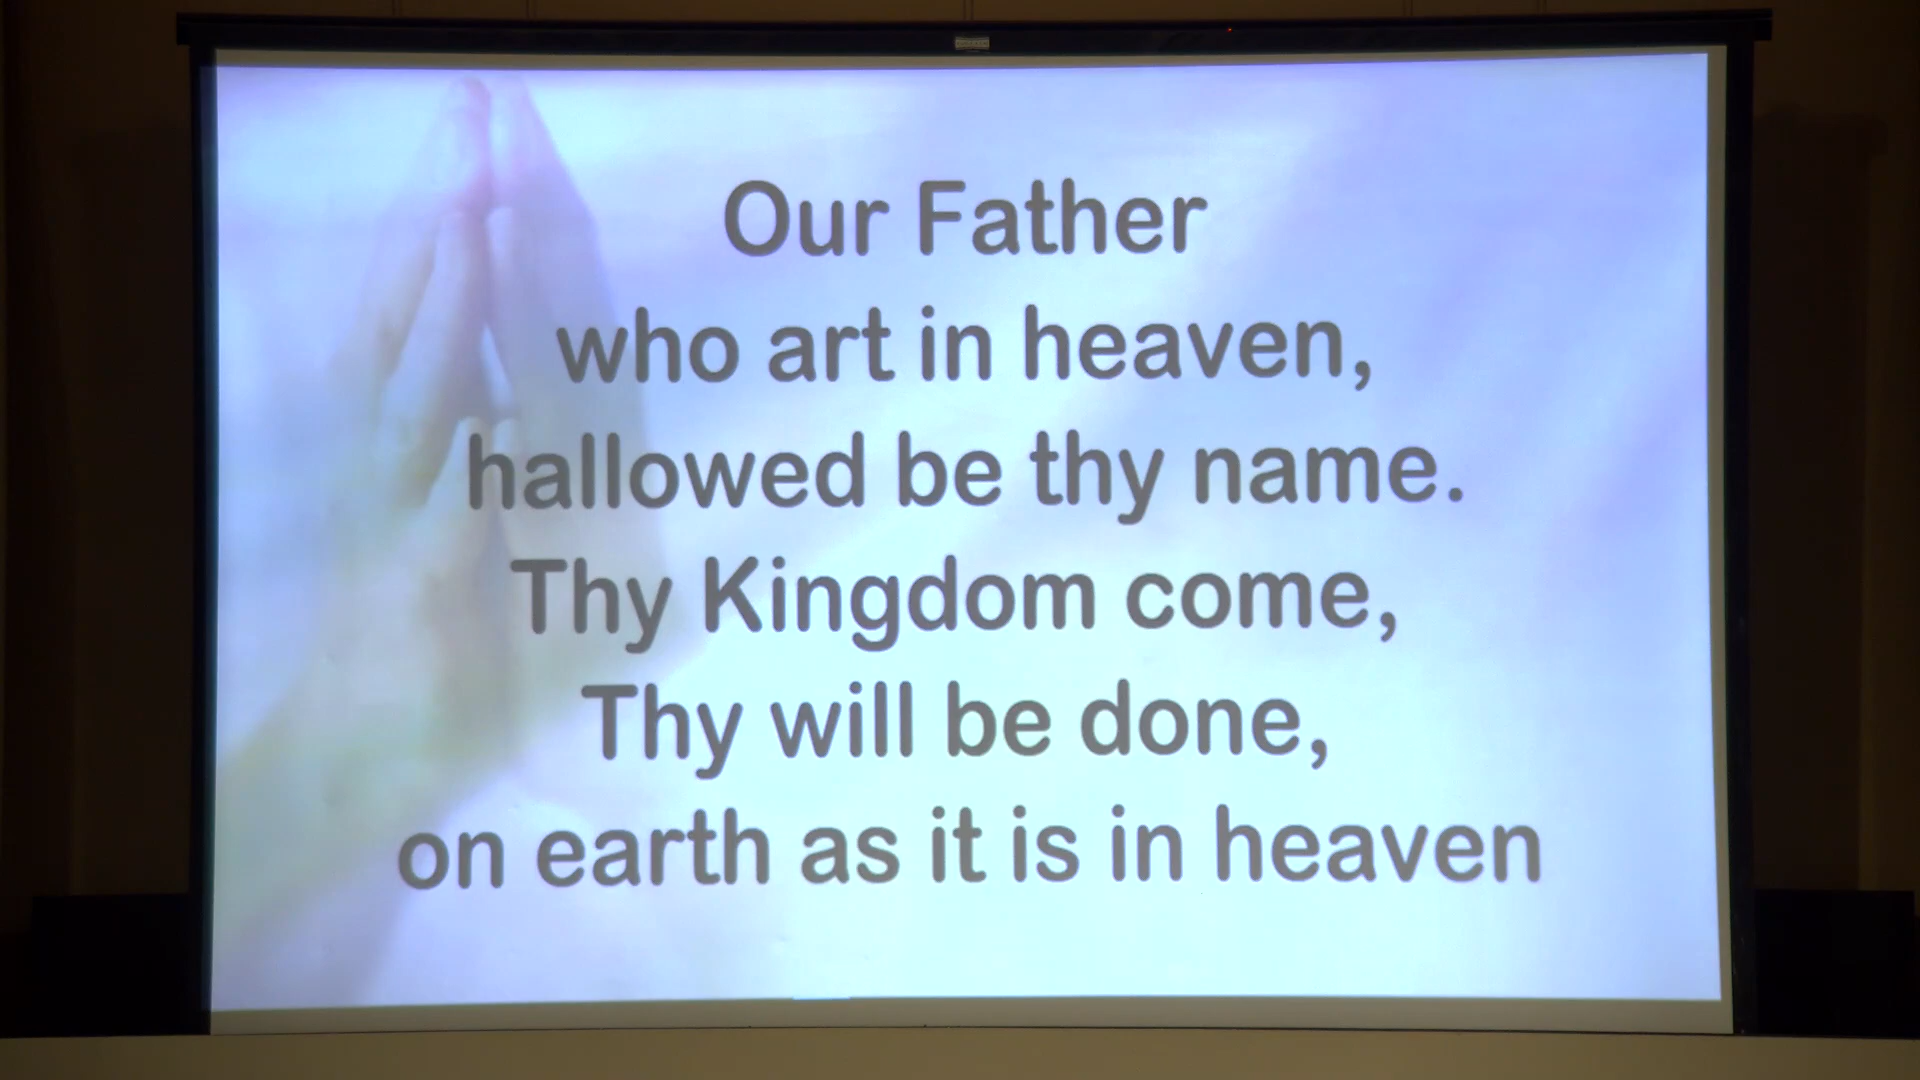 Our Father
who art in heaven,
hallowed be thy name.
Thy Kingdom come,
Thy will be done,
on earth as it is in heaven